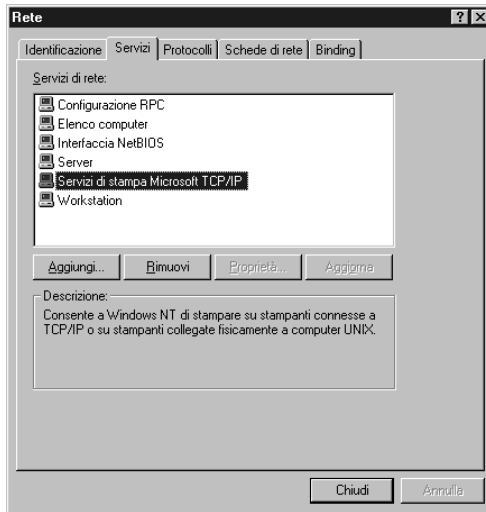 Rete
Identificazione Servizi Protocolli Schede di rete Binding
Servizi di rete:
Configurazione RPC
Elenco computer
Interfaccia NetBIOS
Server
Servizi di stampa Microsoft TCP/IP
Workstation
Aggiungi... Rimuovi Proprietà... Aggiorna
Descrizione:
Consente a Windows NT di stampare su stampanti connesse a
TCP/IP o su stampanti collegate fisicamente a computer UNIX.
Chiudi Annulla